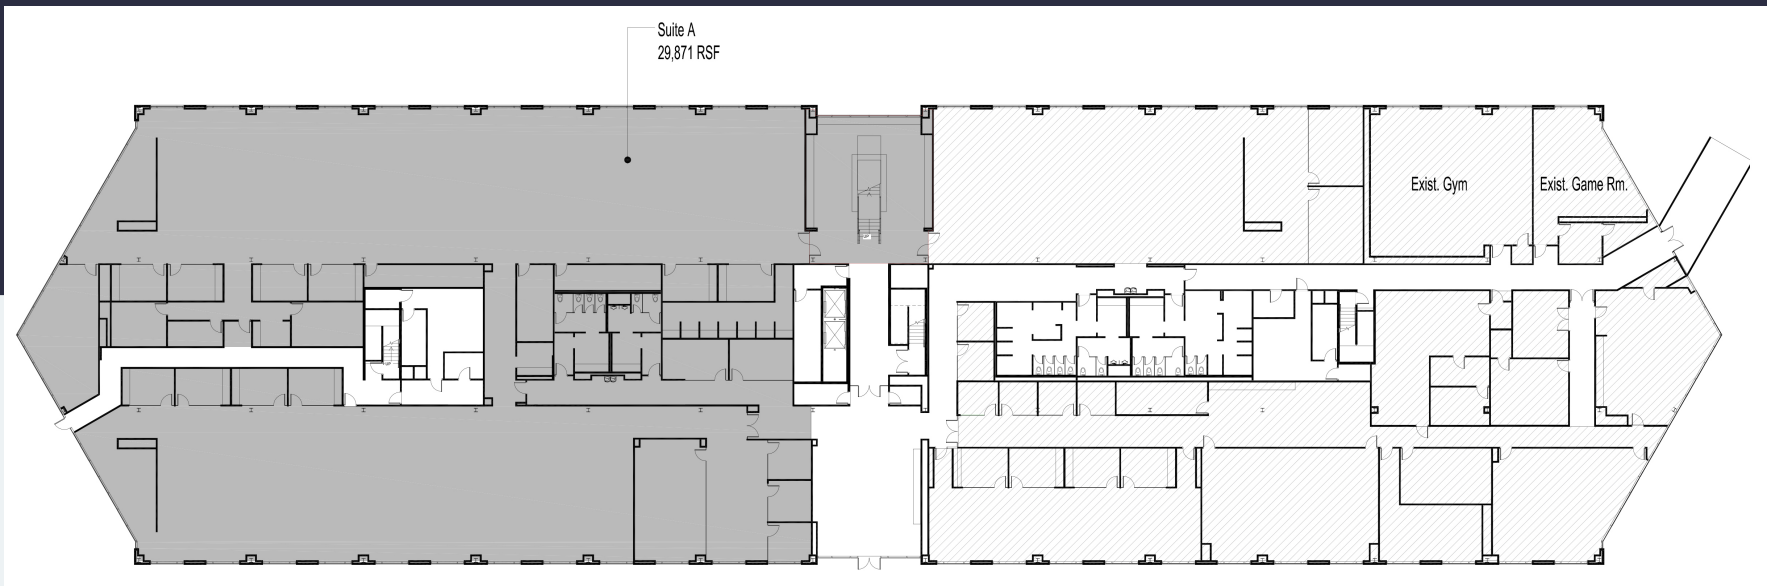 Suite A
29,871 RSF
Exist. Gym
Exist. Game Rm.